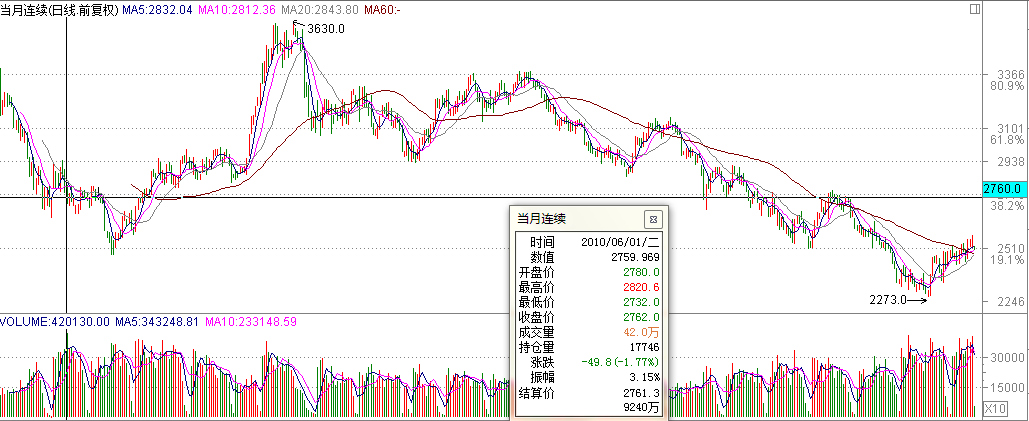 当月连续(日线.前复权) MA5:2832.04 MA10:2812.36 MA20:2843.80 MA60:-
3630.0
3366
80.9%
3101
61.8%
2938
2760.0
38.2%
2510
19.1%
2273.0
2246
当月连续
时间 2010/06/01/二
数值 2759.969
开盘价 2780.0
最高价 2820.6
最低价 2732.0
收盘价 2762.0
成交量 42.0万
持仓量 17746
涨跌 -49.8(-1.77%)
振幅 3.15%
结算价 2761.3
9240万
VOLUME:420130.00 MA5:343248.81 MA10:233148.59
30000
15000
X10